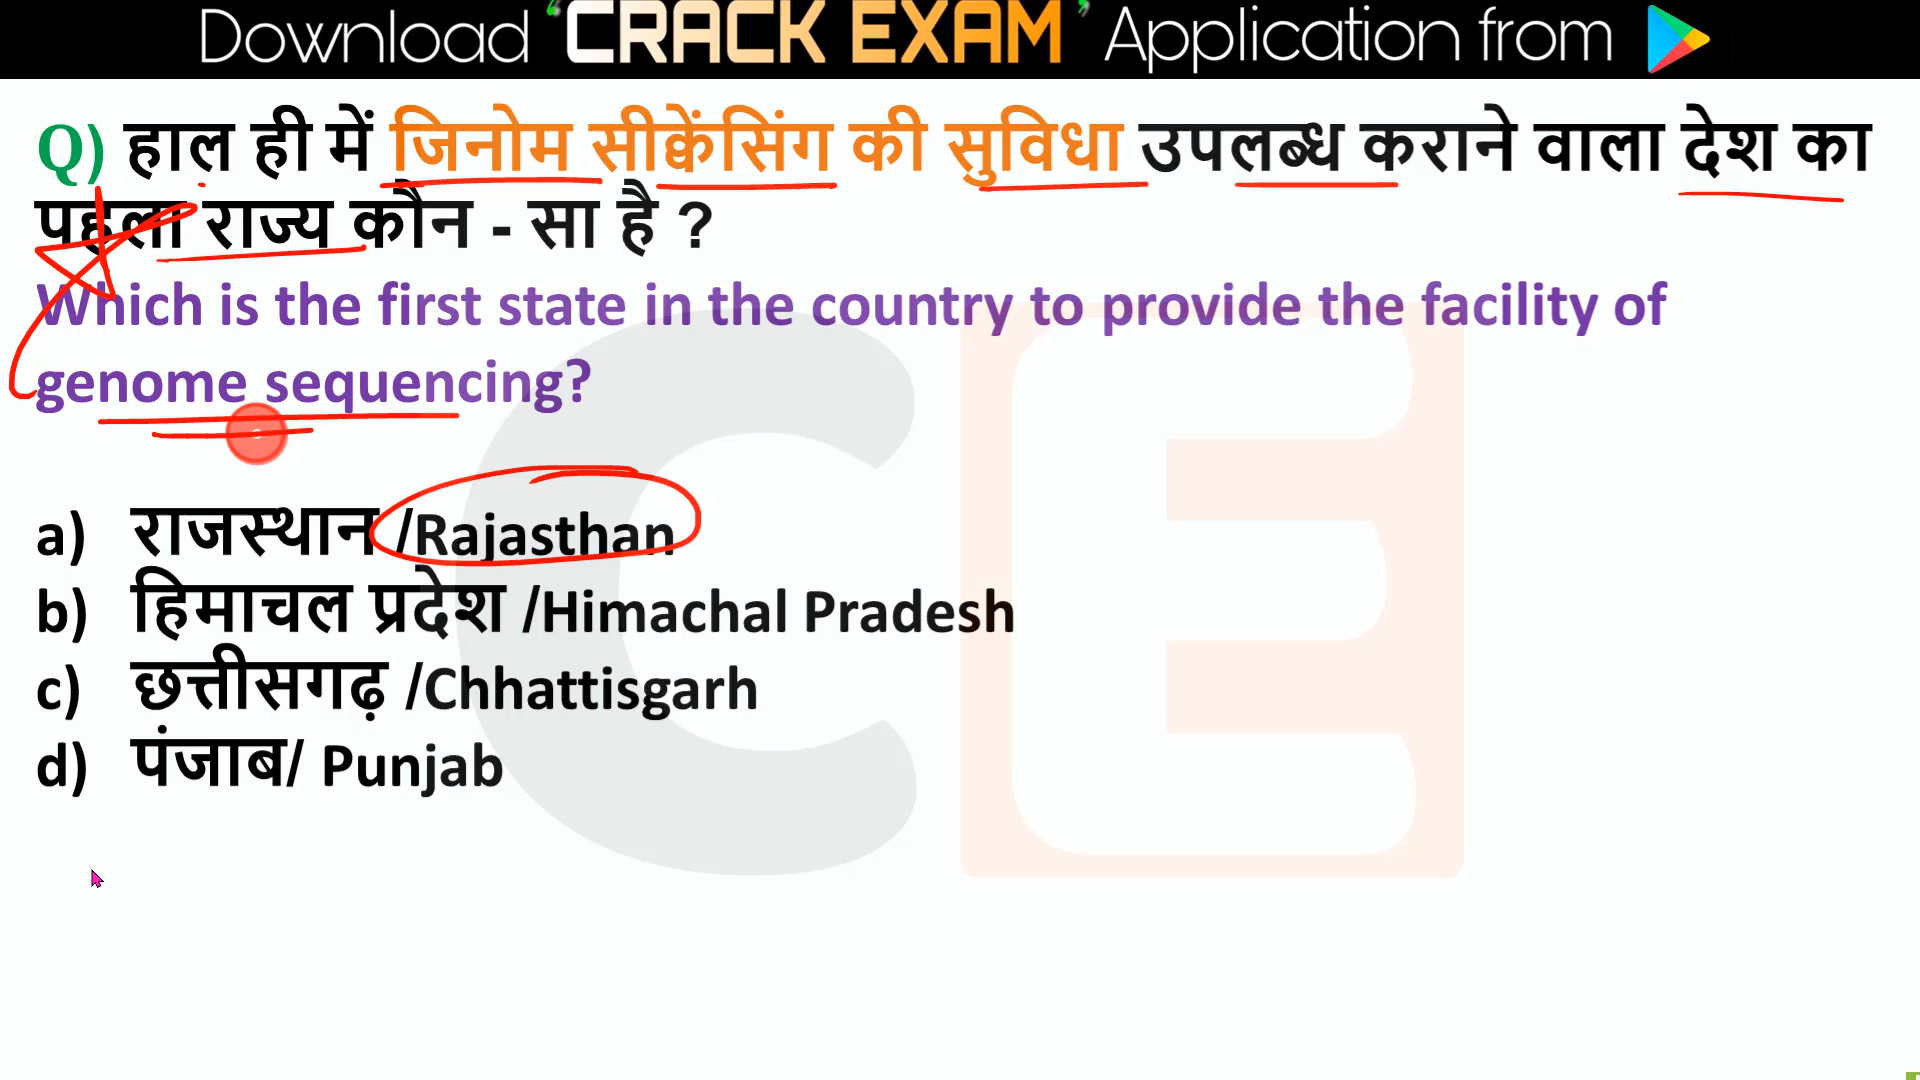 Download ‘CRACK EXAM’ Application from
Q) हाल ही में जिनोम सीक्वेंसिंग की सुविधा उपलब्ध कराने वाला देश का
पहला राज्य कौन - सा है ?
Which is the first state in the country to provide the facility of
genome sequencing?
a) राजस्थान /Rajasthan
b) हिमाचल प्रदेश /Himachal Pradesh
c) छत्तीसगढ़ /Chhattisgarh
d) पंजाब/ Punjab
CE